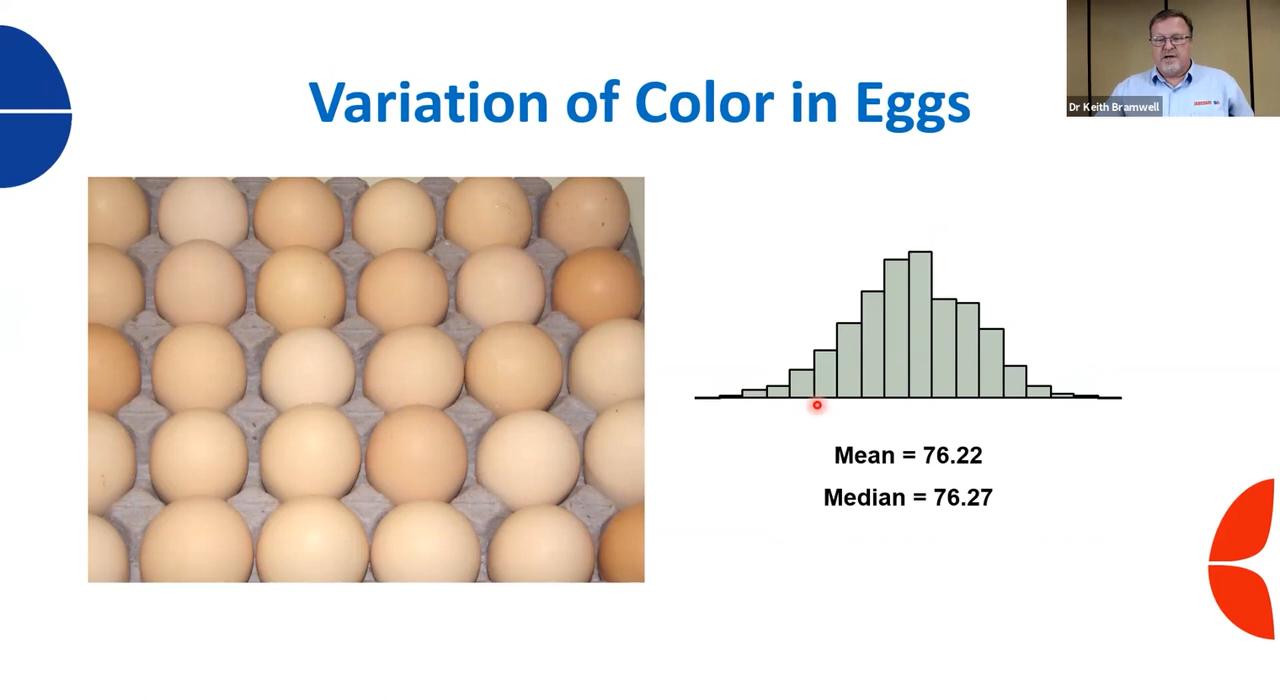 Variation of Color in Eggs
Dr Keith Bramwell
Mean = 76.22
Median = 76.27